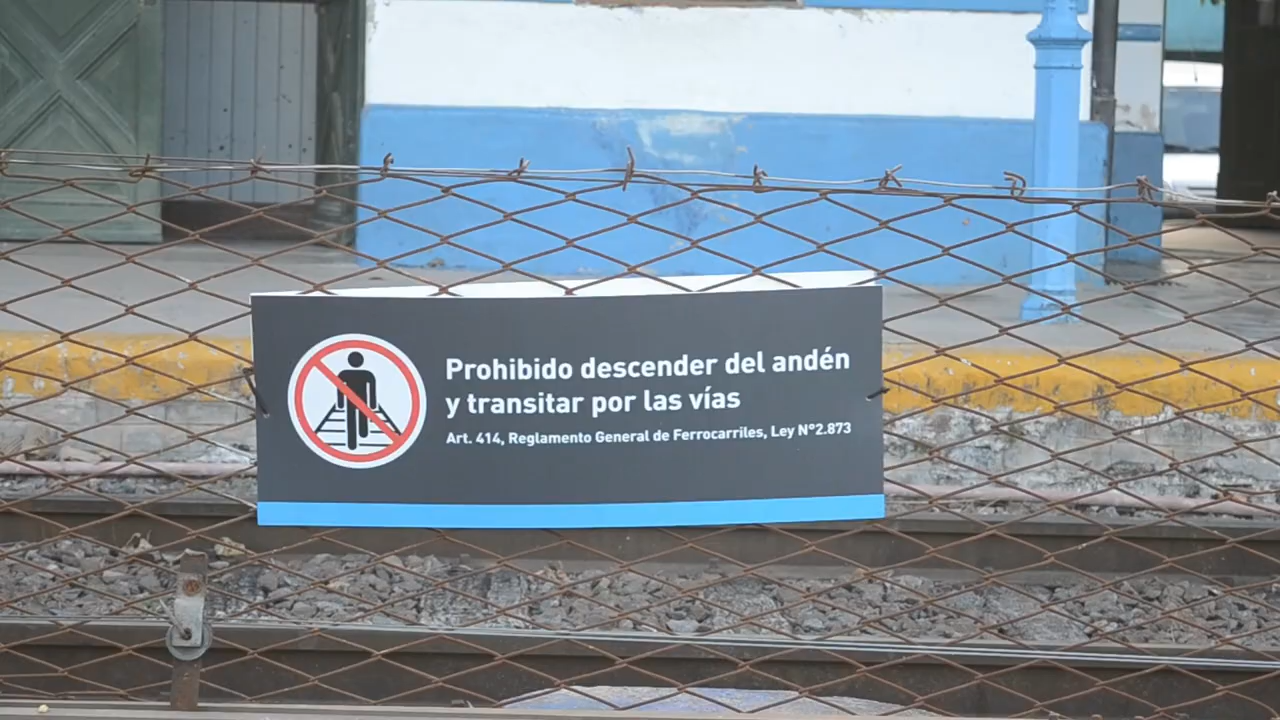 Prohibido descender del andén
y transitar por las vías
Art. 414, Reglamento General de Ferrocarriles, Ley N°2.873